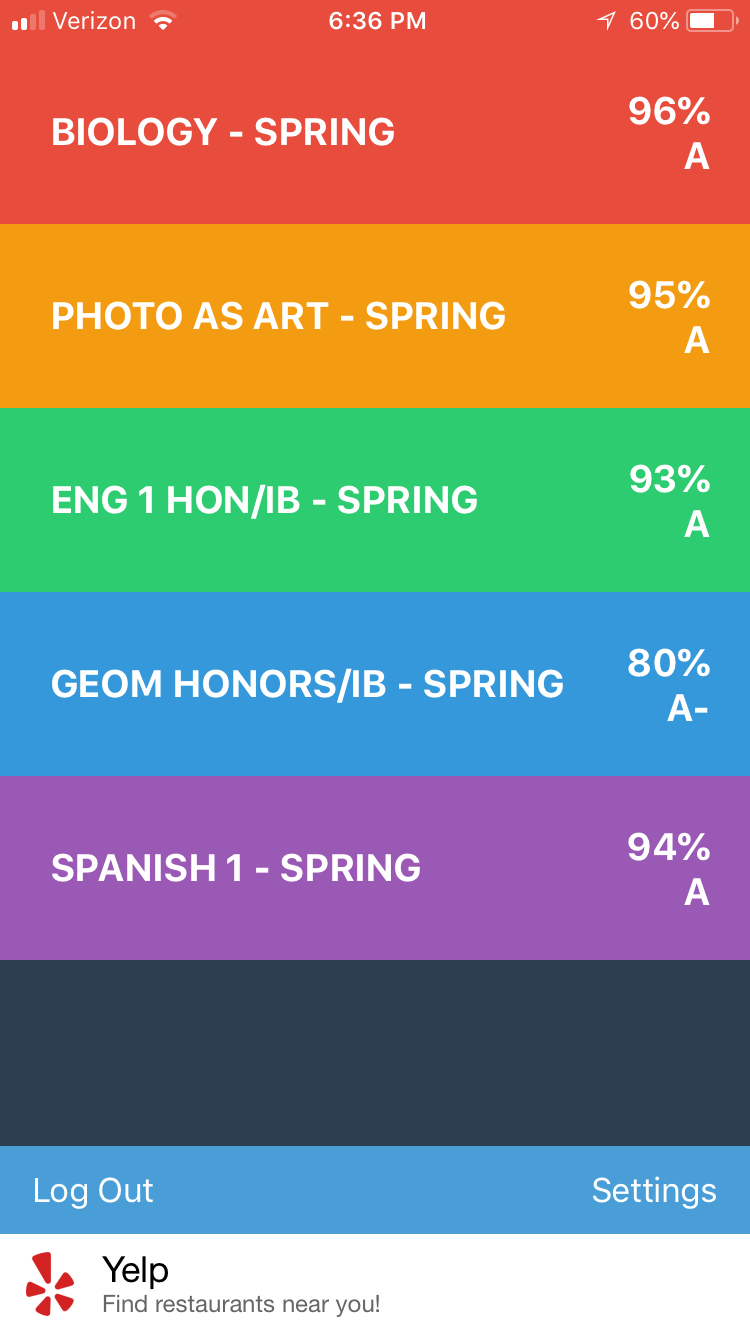 Verizon 6:36 PM 60%
BIOLOGY - SPRING 96%
A
PHOTO AS ART - SPRING 95%
A
ENG 1 HON/IB - SPRING 93%
A
GEOM HONORS/IB - SPRING 80%
A-
SPANISH 1 - SPRING 94%
A
Log Out Settings
Yelp
Find restaurants near you!